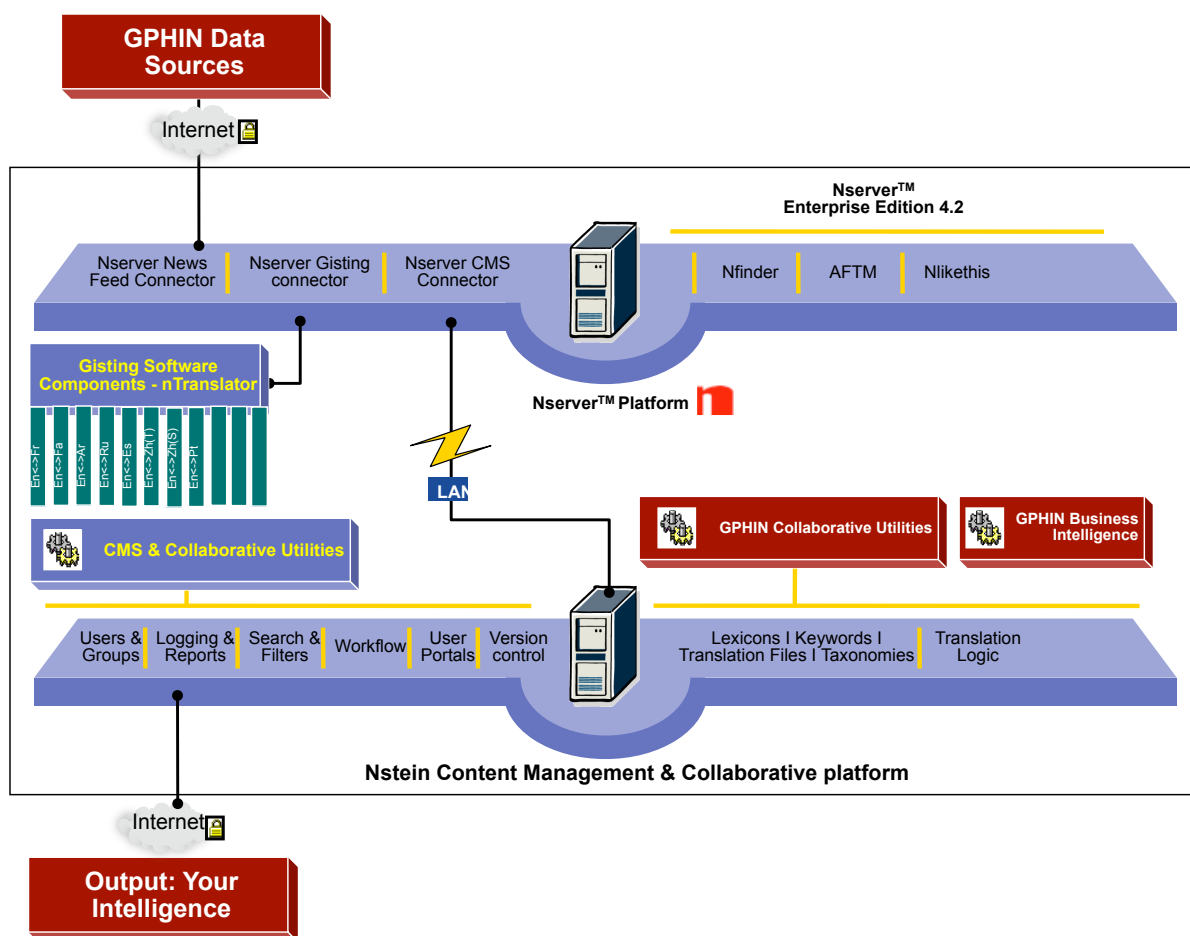 GPHIN Data
Sources
Internet
Nserver™
Enterprise Edition 4.2
Nserver News
Feed Connector
Nserver Gisting
connector
Nserver CMS
Connector
Nfinder
AFTM
Nlikethis
Gisting Software
Components - nTranslator
Nserver™ Platform
n
En<->Fr
En<->Fa
En<->Ar
En<->Ru
En<->Es
En<->Zh(T)
En<->Zh(S)
En<->Pt
LAN
CMS & Collaborative Utilities
GPHIN Collaborative Utilities
GPHIN Business
Intelligence
Users &
Groups
Logging &
Reports
Search &
Filters
Workflow
User
Portals
Version
control
Lexicons I Keywords I
Translation Files I Taxonomies
Translation
Logic
Nstein Content Management & Collaborative platform
Internet
Output: Your
Intelligence